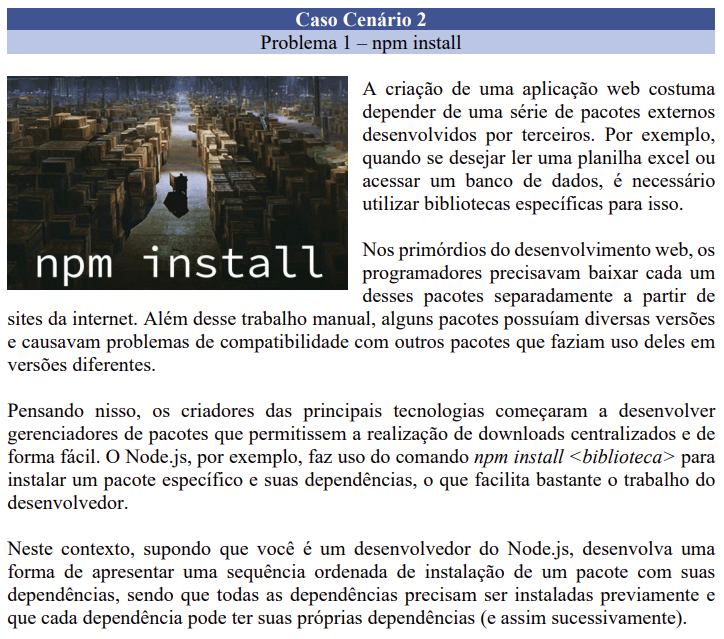 Caso Cenário 2
Problema 1 – npm install
npm install
A criação de uma aplicação web costuma
depender de uma série de pacotes externos
desenvolvidos por terceiros. Por exemplo,
quando se desejar ler uma planilha excel ou
acessar um banco de dados, é necessário
utilizar bibliotecas específicas para isso.
Nos primórdios do desenvolvimento web, os
programadores precisavam baixar cada um
desses pacotes separadamente a partir de
sites da internet. Além desse trabalho manual, alguns pacotes possuíam diversas versões
e causavam problemas de compatibilidade com outros pacotes que faziam uso deles em
versões diferentes.
Pensando nisso, os criadores das principais tecnologias começaram a desenvolver
gerenciadores de pacotes que permitissem a realização de downloads centralizados e de
forma fácil. O Node.js, por exemplo, faz uso do comando npm install <biblioteca> para
instalar um pacote específico e suas dependências, o que facilita bastante o trabalho do
desenvolvedor.
Neste contexto, supondo que você é um desenvolvedor do Node.js, desenvolva uma
forma de apresentar uma sequência ordenada de instalação de um pacote com suas
dependências, sendo que todas as dependências precisam ser instaladas previamente e
que cada dependência pode ter suas próprias dependências (e assim sucessivamente).